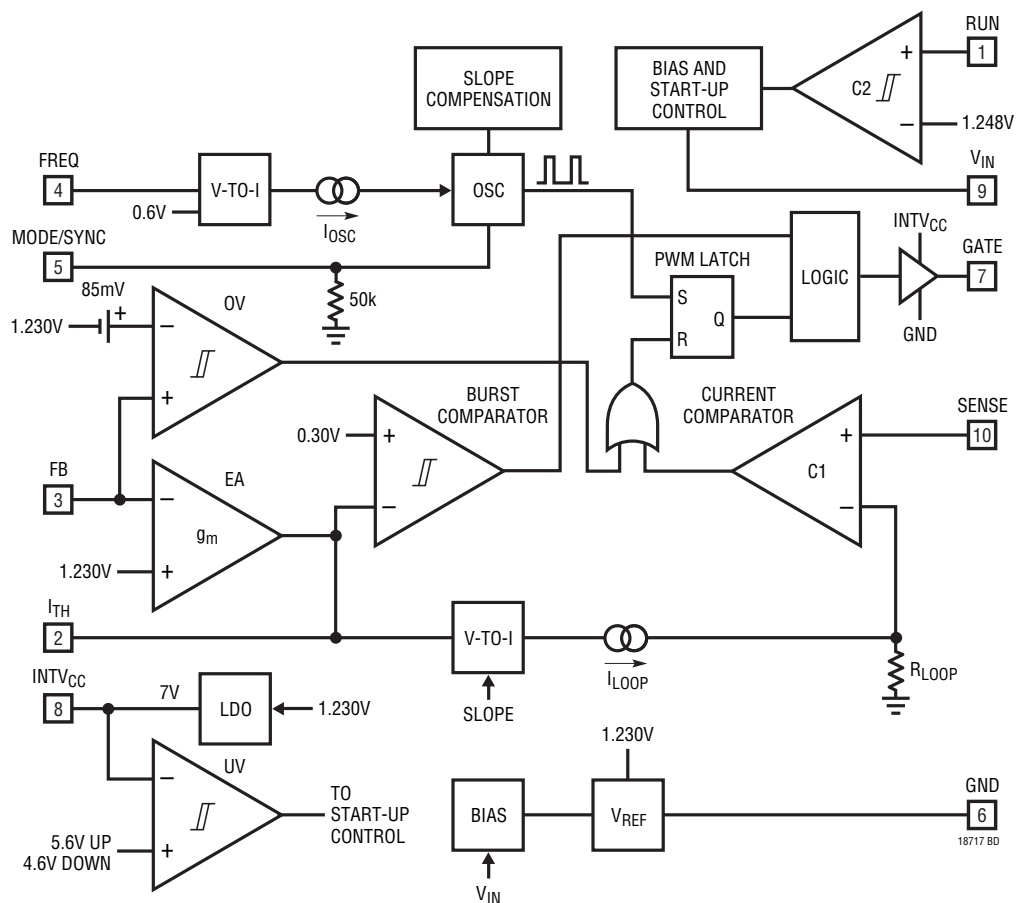 RUN
1
SLOPE
COMPENSATION
BIAS AND
START-UP
CONTROL
C2
+
–
1.248V
FREQ
4
V-TO-I
0.6V
IOSC
OSC
VIN
9
MODE/SYNC
5
50k
PWM LATCH
S
R
Q
LOGIC
INTVCC
GATE
7
GND
85mV
+
1.230V
OV
–
+
BURST
COMPARATOR
0.30V
+
–
CURRENT
COMPARATOR
C1
+
–
SENSE
10
FB
3
EA
–
gm
+
1.230V
ITH
2
V-TO-I
SLOPE
ILOOP
RLOOP
INTVCC
8
7V
LDO
1.230V
UV
–
+
5.6V UP
4.6V DOWN
TO
START-UP
CONTROL
BIAS
VIN
1.230V
VREF
GND
6
18717 BD